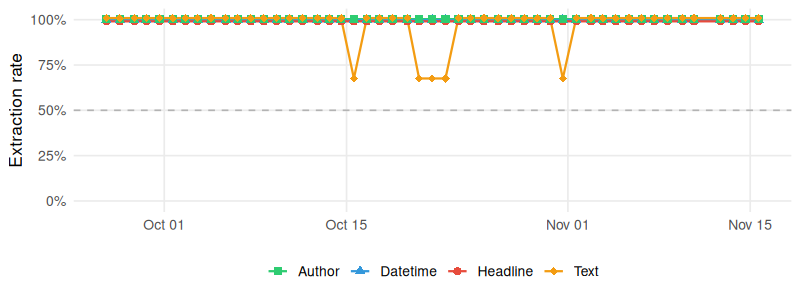 Extraction rate
100%
75%
50%
25%
0%
Oct 01 Oct 15 Nov 01 Nov 15
Author Datetime Headline Text